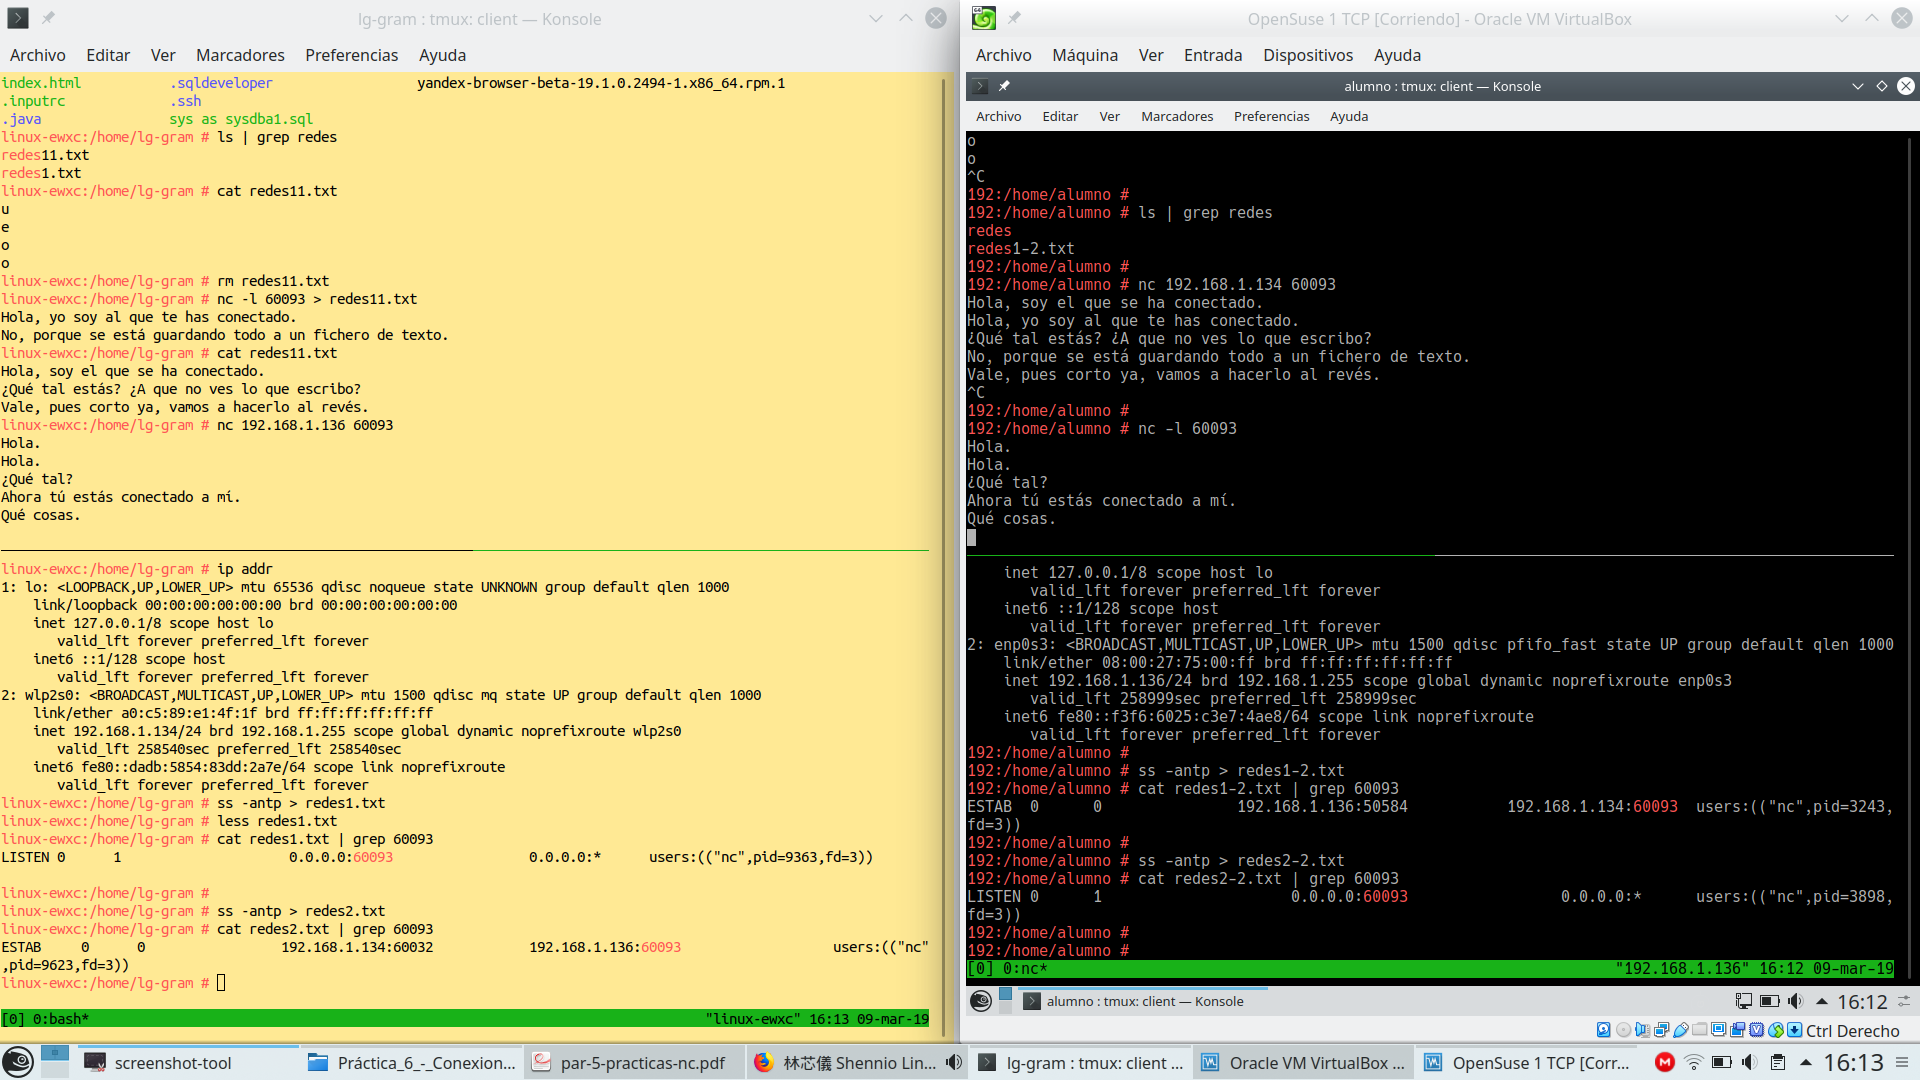 lg-gram : tmux: client — Konsole
Archivo Editar Ver Marcadores Preferencias Ayuda
index.html .sqldeveloper yandex-browser-beta-19.1.0.2494-1.x86_64.rpm.1
.inputrc .ssh
.java sys as sysdba1.sql
linux-ewxc:/home/lg-gram # ls | grep redes
redes11.txt
redes1.txt
linux-ewxc:/home/lg-gram # cat redes11.txt
u
e
o
o
linux-ewxc:/home/lg-gram # rm redes11.txt
linux-ewxc:/home/lg-gram # nc -l 60093 > redes11.txt
Hola, yo soy al que te has conectado.
No, porque se está guardando todo a un fichero de texto.
linux-ewxc:/home/lg-gram # cat redes11.txt
Hola, soy el que se ha conectado.
¿Qué tal estás? ¿A que no ves lo que escribo?
Vale, pues corto ya, vamos a hacerlo al revés.
linux-ewxc:/home/lg-gram # nc 192.168.1.136 60093
Hola.
Hola.
¿Qué tal?
Ahora tú estás conectado a mí.
Qué cosas.
linux-ewxc:/home/lg-gram # ip addr
1: lo: <LOOPBACK,UP,LOWER_UP> mtu 65536 qdisc noqueue state UNKNOWN group default qlen 1000
link/loopback 00:00:00:00:00:00 brd 00:00:00:00:00:00
inet 127.0.0.1/8 scope host lo
valid_lft forever preferred_lft forever
inet6 ::1/128 scope host
valid_lft forever preferred_lft forever
2: wlp2s0: <BROADCAST,MULTICAST,UP,LOWER_UP> mtu 1500 qdisc mq state UP group default qlen 1000
link/ether a0:c5:89:e1:4f:1f brd ff:ff:ff:ff:ff:ff
inet 192.168.1.134/24 brd 192.168.1.255 scope global dynamic noprefixroute wlp2s0
valid_lft 258540sec preferred_lft 258540sec
inet6 fe80::dadb:5854:83dd:2a7e/64 scope link noprefixroute
valid_lft forever preferred_lft forever
linux-ewxc:/home/lg-gram # ss -antp > redes1.txt
linux-ewxc:/home/lg-gram # less redes1.txt
linux-ewxc:/home/lg-gram # cat redes1.txt | grep 60093
LISTEN 0 1 0.0.0.0:60093 0.0.0.0:* users:(("nc",pid=9363,fd=3))
linux-ewxc:/home/lg-gram #
linux-ewxc:/home/lg-gram # ss -antp > redes2.txt
linux-ewxc:/home/lg-gram # cat redes2.txt | grep 60093
ESTAB 0 0 192.168.1.134:60032 192.168.1.136:60093 users:(("nc"
,pid=9623,fd=3))
linux-ewxc:/home/lg-gram #
[0] 0:bash* "linux-ewxc" 16:13 09-mar-19
OpenSuse 1 TCP [Corriendo] - Oracle VM VirtualBox
Archivo Máquina Ver Entrada Dispositivos Ayuda
alumno : tmux: client — Konsole
Archivo Editar Ver Marcadores Preferencias Ayuda
o
o
^C
192:/home/alumno #
192:/home/alumno # ls | grep redes
redes
redes1-2.txt
192:/home/alumno #
192:/home/alumno # nc 192.168.1.134 60093
Hola, soy el que se ha conectado.
Hola, yo soy al que te has conectado.
¿Qué tal estás? ¿A que no ves lo que escribo?
No, porque se está guardando todo a un fichero de texto.
Vale, pues corto ya, vamos a hacerlo al revés.
^C
192:/home/alumno #
192:/home/alumno # nc -l 60093
Hola.
Hola.
¿Qué tal?
Ahora tú estás conectado a mí.
Qué cosas.
inet 127.0.0.1/8 scope host lo
valid_lft forever preferred_lft forever
inet6 ::1/128 scope host
valid_lft forever preferred_lft forever
2: enp0s3: <BROADCAST,MULTICAST,UP,LOWER_UP> mtu 1500 qdisc pfifo_fast state UP group default qlen 1000
link/ether 08:00:27:75:00:ff brd ff:ff:ff:ff:ff:ff
inet 192.168.1.136/24 brd 192.168.1.255 scope global dynamic noprefixroute enp0s3
valid_lft 258999sec preferred_lft 258999sec
inet6 fe80::f3f6:6025:c3e7:4ae8/64 scope link noprefixroute
valid_lft forever preferred_lft forever
192:/home/alumno #
192:/home/alumno # ss -antp > redes1-2.txt
192:/home/alumno # cat redes1-2.txt | grep 60093
ESTAB 0 0 192.168.1.136:50584 192.168.1.134:60093 users:(("nc",pid=3243,
fd=3))
192:/home/alumno #
192:/home/alumno # ss -antp > redes2-2.txt
192:/home/alumno # cat redes2-2.txt | grep 60093
LISTEN 0 1 0.0.0.0:60093 0.0.0.0:* users:(("nc",pid=3898,
fd=3))
192:/home/alumno #
192:/home/alumno #
[0] 0:nc* "192.168.1.136" 16:12 09-mar-19
alumno : tmux: client — Konsole 16:12
Ctrl Derecho
screenshot-tool Práctica_6_-_Conexion... par-5-practicas-nc.pdf 林芯儀 Shennio Lin... lg-gram : tmux: client ... Oracle VM VirtualBox ... OpenSuse 1 TCP [Corr... 16:13